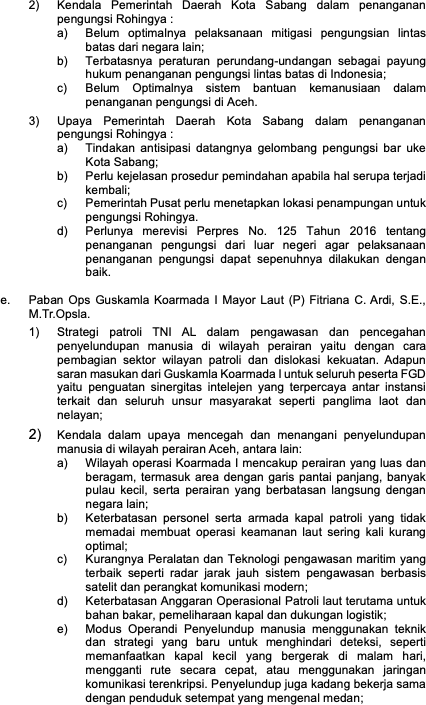 2) Kendala Pemerintah Daerah Kota Sabang dalam penanganan
pengungsi Rohingya :
a) Belum optimalnya pelaksanaan mitigasi pengungsian lintas
batas dari negara lain;
b) Terbatasnya peraturan perundang-undangan sebagai payung
hukum penanganan pengungsi lintas batas di Indonesia;
c) Belum Optimalnya sistem bantuan kemanusiaan dalam
penanganan pengungsi di Aceh.
3) Upaya Pemerintah Daerah Kota Sabang dalam penanganan
pengungsi Rohingya :
a) Tindakan antisipasi datangnya gelombang pengungsi bar uke
Kota Sabang;
b) Perlu kejelasan prosedur pemindahan apabila hal serupa terjadi
kembali;
c) Pemerintah Pusat perlu menetapkan lokasi penampungan untuk
pengungsi Rohingya.
d) Perlunya merevisi Perpres No. 125 Tahun 2016 tentang
penanganan pengungsi dari luar negeri agar pelaksanaan
penanganan pengungsi dapat sepenuhnya dilakukan dengan
baik.
e. Paban Ops Guskamla Koarmada I Mayor Laut (P) Fitriana C. Ardi, S.E.,
M.Tr.Opsla.
1) Strategi patroli TNI AL dalam pengawasan dan pencegahan
penyelundupan manusia di wilayah perairan yaitu dengan cara
pembagian sektor wilayan patroli dan dislokasi kekuatan. Adapun
saran masukan dari Guskamla Koarmada I untuk seluruh peserta FGD
yaitu penguatan sinergitas intelejen yang terpercaya antar instansi
terkait dan seluruh unsur masyarakat seperti panglima laot dan
nelayan;
2) Kendala dalam upaya mencegah dan menangani penyelundupan
manusia di wilayah perairan Aceh, antara lain:
a) Wilayah operasi Koarmada I mencakup perairan yang luas dan
beragam, termasuk area dengan garis pantai panjang, banyak
pulau kecil, serta perairan yang berbatasan langsung dengan
negara lain;
b) Keterbatasan personel serta armada kapal patroli yang tidak
memadai membuat operasi keamanan laut sering kali kurang
optimal;
c) Kurangnya Peralatan dan Teknologi pengawasan maritim yang
terbaik seperti radar jarak jauh sistem pengawasan berbasis
satelit dan perangkat komunikasi modern;
d) Keterbatasan Anggaran Operasional Patroli laut terutama untuk
bahan bakar, pemeliharaan kapal dan dukungan logistik;
e) Modus Operandi Penyelundup manusia menggunakan teknik
dan strategi yang baru untuk menghindari deteksi, seperti
memanfaatkan kapal kecil yang bergerak di malam hari,
mengganti rute secara cepat, atau menggunakan jaringan
komunikasi terenkripsi. Penyelundup juga kadang bekerja sama
dengan penduduk setempat yang mengenal medan;